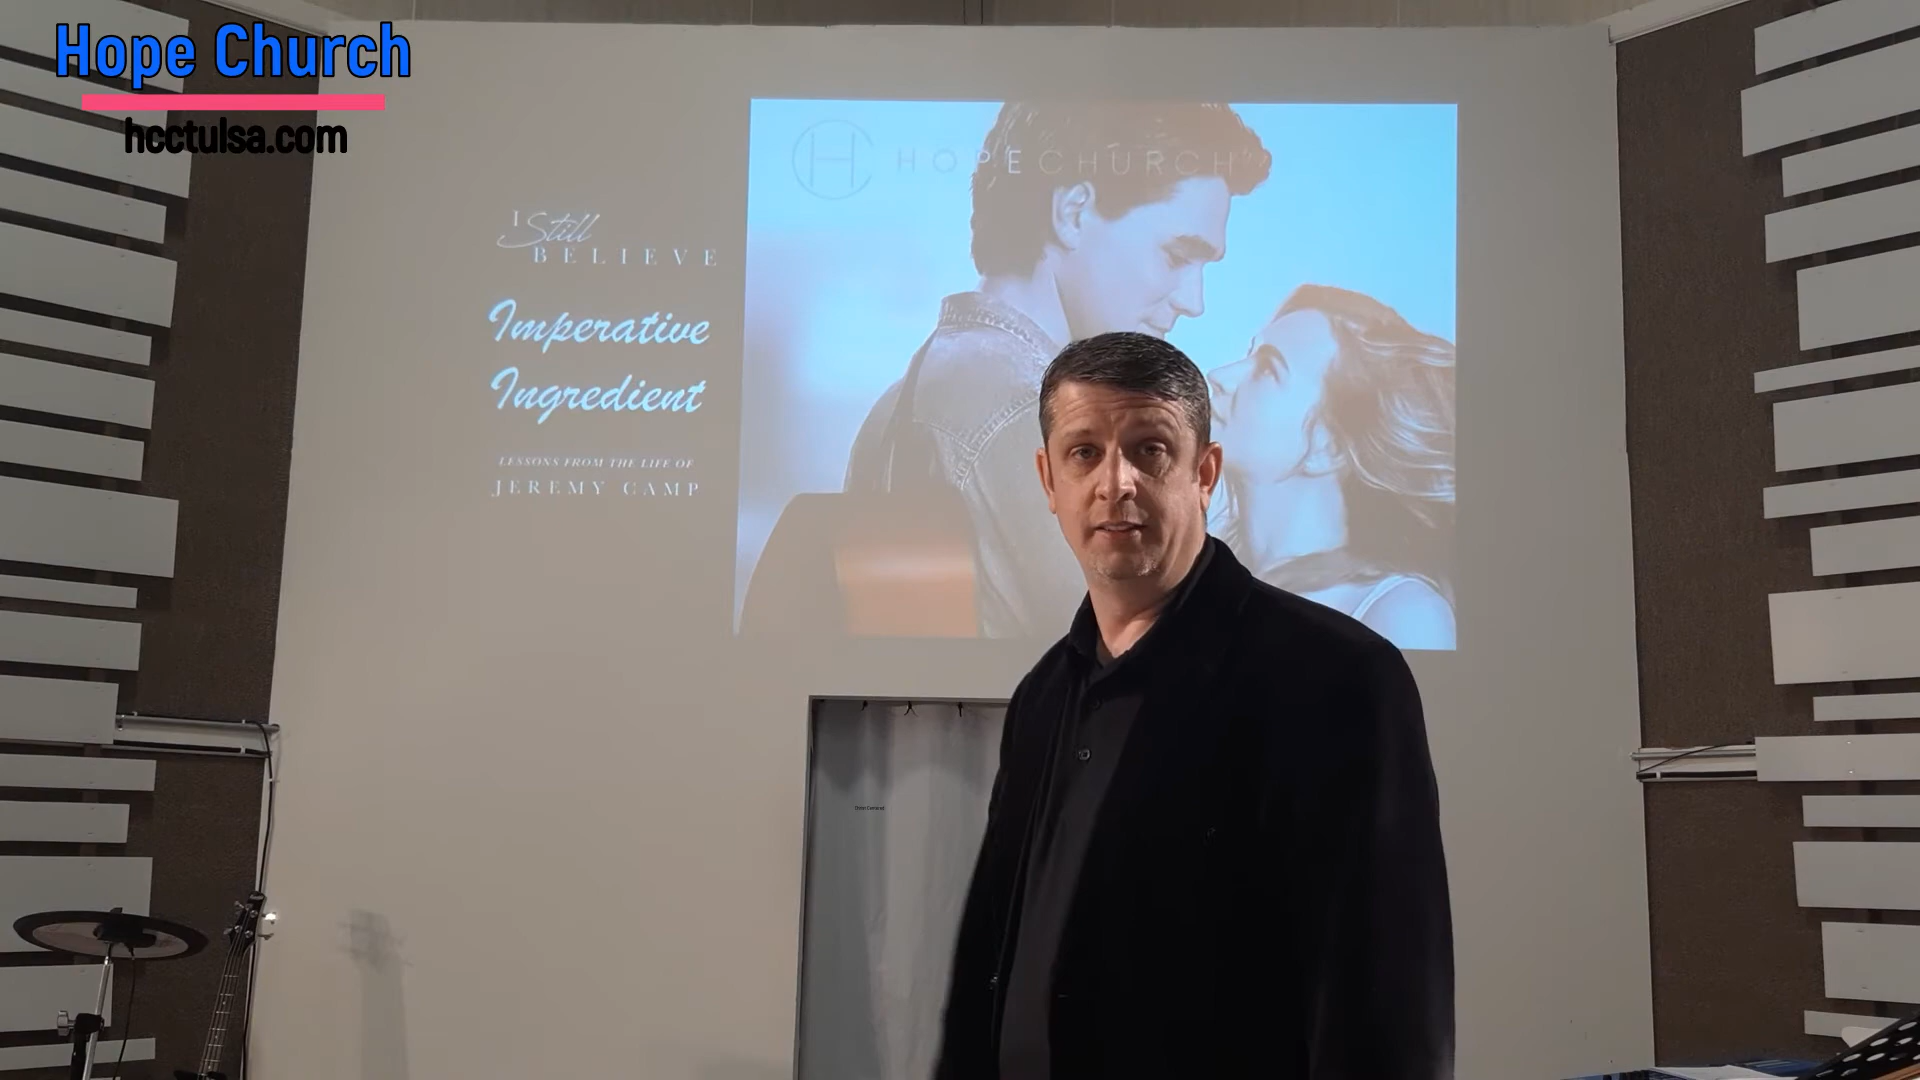 Hope Church
hcctulsa.com
HOPECHURCH
I Still
BELIEVE
Imperative
Ingredient
LESSONS FROM THE LIFE OF
JEREMY CAMP